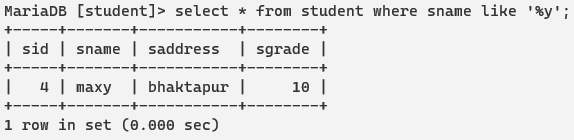 MariaDB [student]> select * from student where sname like '%y';
+-----+-------+-----------+--------+
| sid | sname | saddress | sgrade |
+-----+-------+-----------+--------+
| 4 | maxy | bhaktapur | 10 |
+-----+-------+-----------+--------+
1 row in set (0.000 sec)